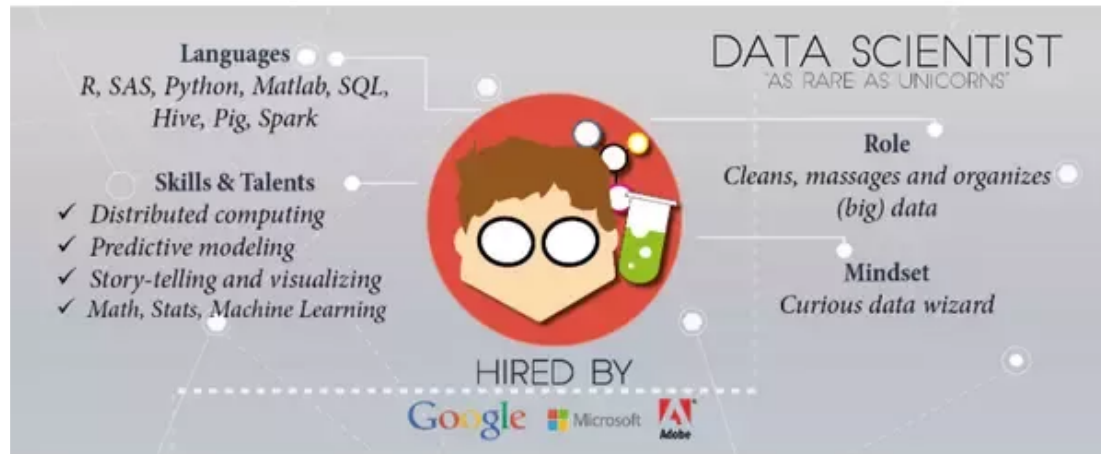 Languages
R, SAS, Python, Matlab, SQL,
Hive, Pig, Spark
Skills & Talents
✓ Distributed computing
✓ Predictive modeling
✓ Story-telling and visualizing
✓ Math, Stats, Machine Learning
DATA SCIENTIST
"AS RARE AS UNICORNS"
Role
Cleans, massages and organizes
(big) data
Mindset
Curious data wizard
HIRED BY
Google Microsoft Adobe